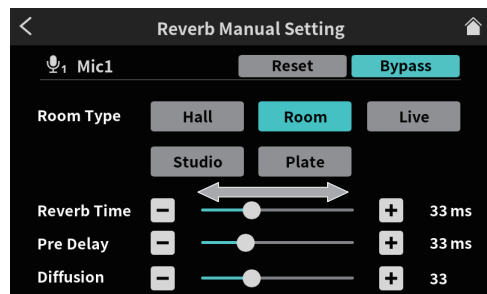 Reverb Manual Setting
1 Mic1 Reset Bypass
Room Type Hall Room Live
Studio Plate
Reverb Time 33 ms
Pre Delay 33 ms
Diffusion 33